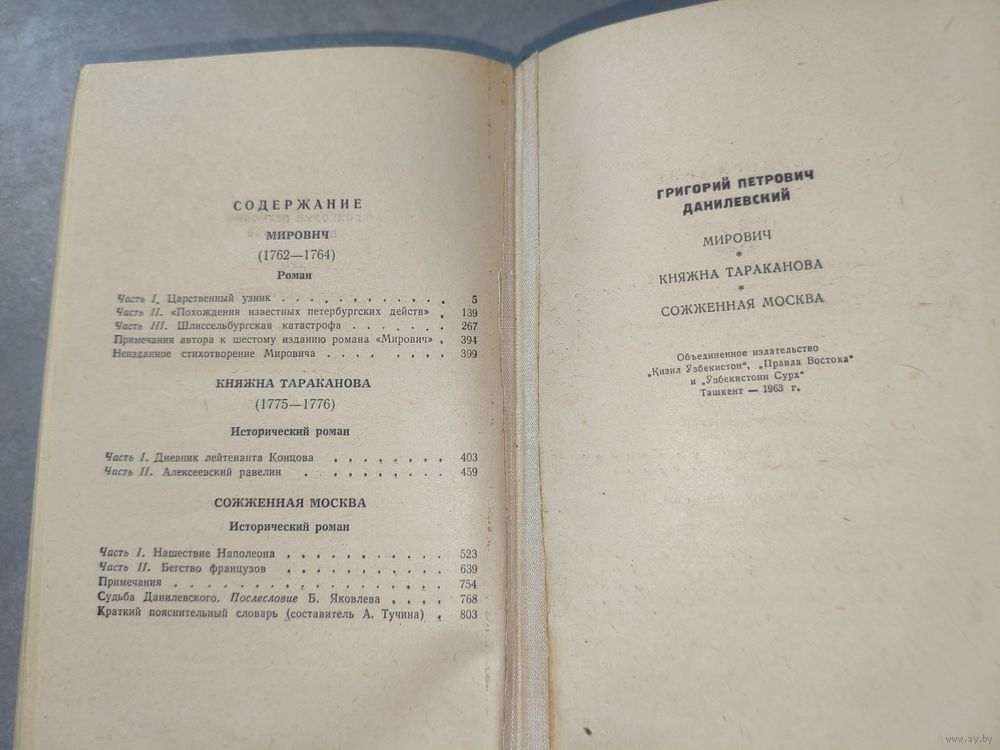 СОДЕРЖАНИЕ
МИРОВИЧ
(1762—1764)
Роман
Часть I. Царственный узник . . . . . . . . . . . 5
Часть II. «Похождения известных петербургских действ» . 139
Часть III. Шлиссельбургская катастрофа . . . . . . . 267
Примечания автора к шестому изданию романа «Мирович» . 394
Неизданное стихотворение Мировича . . . . . . . . 399
КНЯЖНА ТАРАКАНОВА
(1775—1776)
Исторический роман
Часть I. Дневник лейтенанта Концова . . . . . . . . 403
Часть II. Алексеевский равелин . . . . . . . . . . 459
СОЖЖЕННАЯ МОСКВА
Исторический роман
Часть I. Нашествие Наполеона . . . . . . . . . . . 523
Часть II. Бегство французов . . . . . . . . . . . 639
Примечания . . . . . . . . . . . . . . . . . . 754
Судьба Данилевского. Послесловие Б. Яковлева . . . . 768
Краткий пояснительный словарь (составитель А. Тучина) . 803
ГРИГОРИЙ ПЕТРОВИЧ
ДАНИЛЕВСКИЙ
МИРОВИЧ
*
КНЯЖНА ТАРАКАНОВА
*
СОЖЖЕННАЯ МОСКВА
Объединенное издательство
„Қизил Узбекистон", „Правда Востока"
и „Узбекистони Сурх"
Ташкент — 1963 г.
www.ay.by